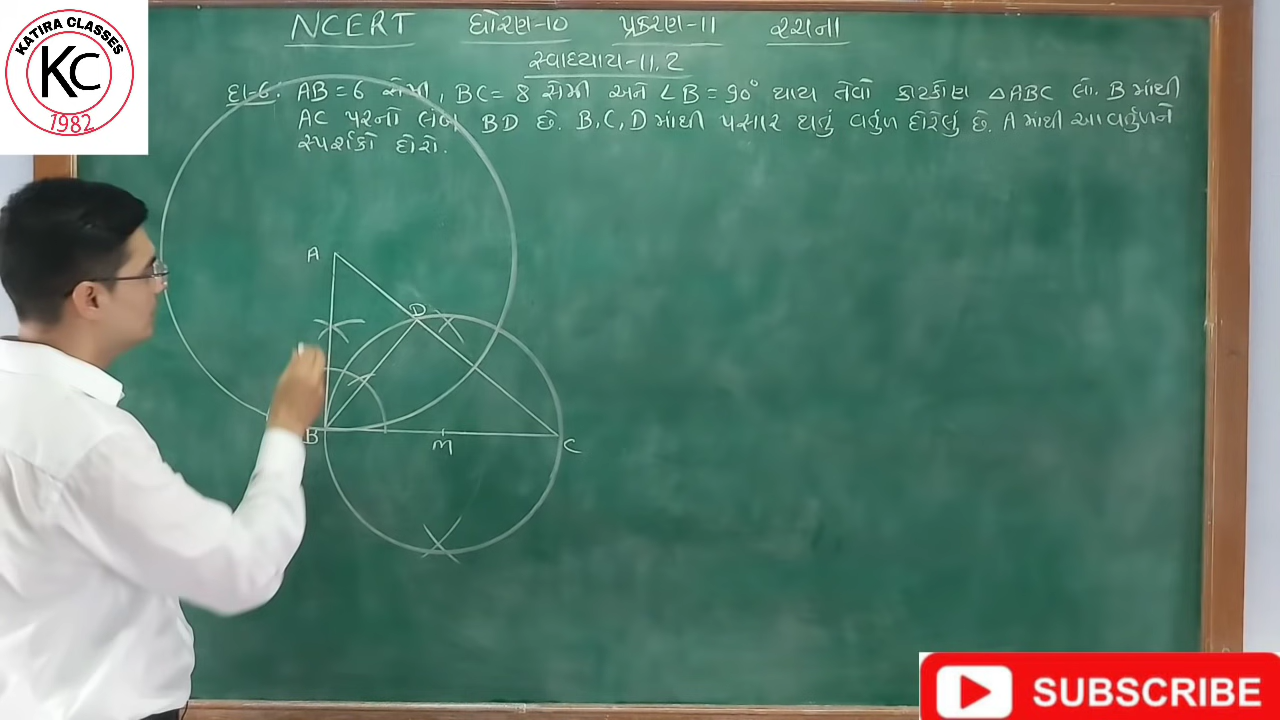 KATIRA CLASSES
KC
1982
NCERT ધોરણ-10 પ્રકરણ-11 રચના
સ્વાધ્યાય-11.2
દા-6: AB = 6 સેમી, BC = 8 સેમી અને ∠B = 90° થાય તેવો કાટકોણ △ABC લો. B માંથી
AC પરનો લંબ BD છે. B, C, D માંથી પસાર થતું વર્તુળ દોરેલું છે. A માંથી આ વર્તુળને
સ્પર્શકો દોરો.
A
D
B
M
C
SUBSCRIBE